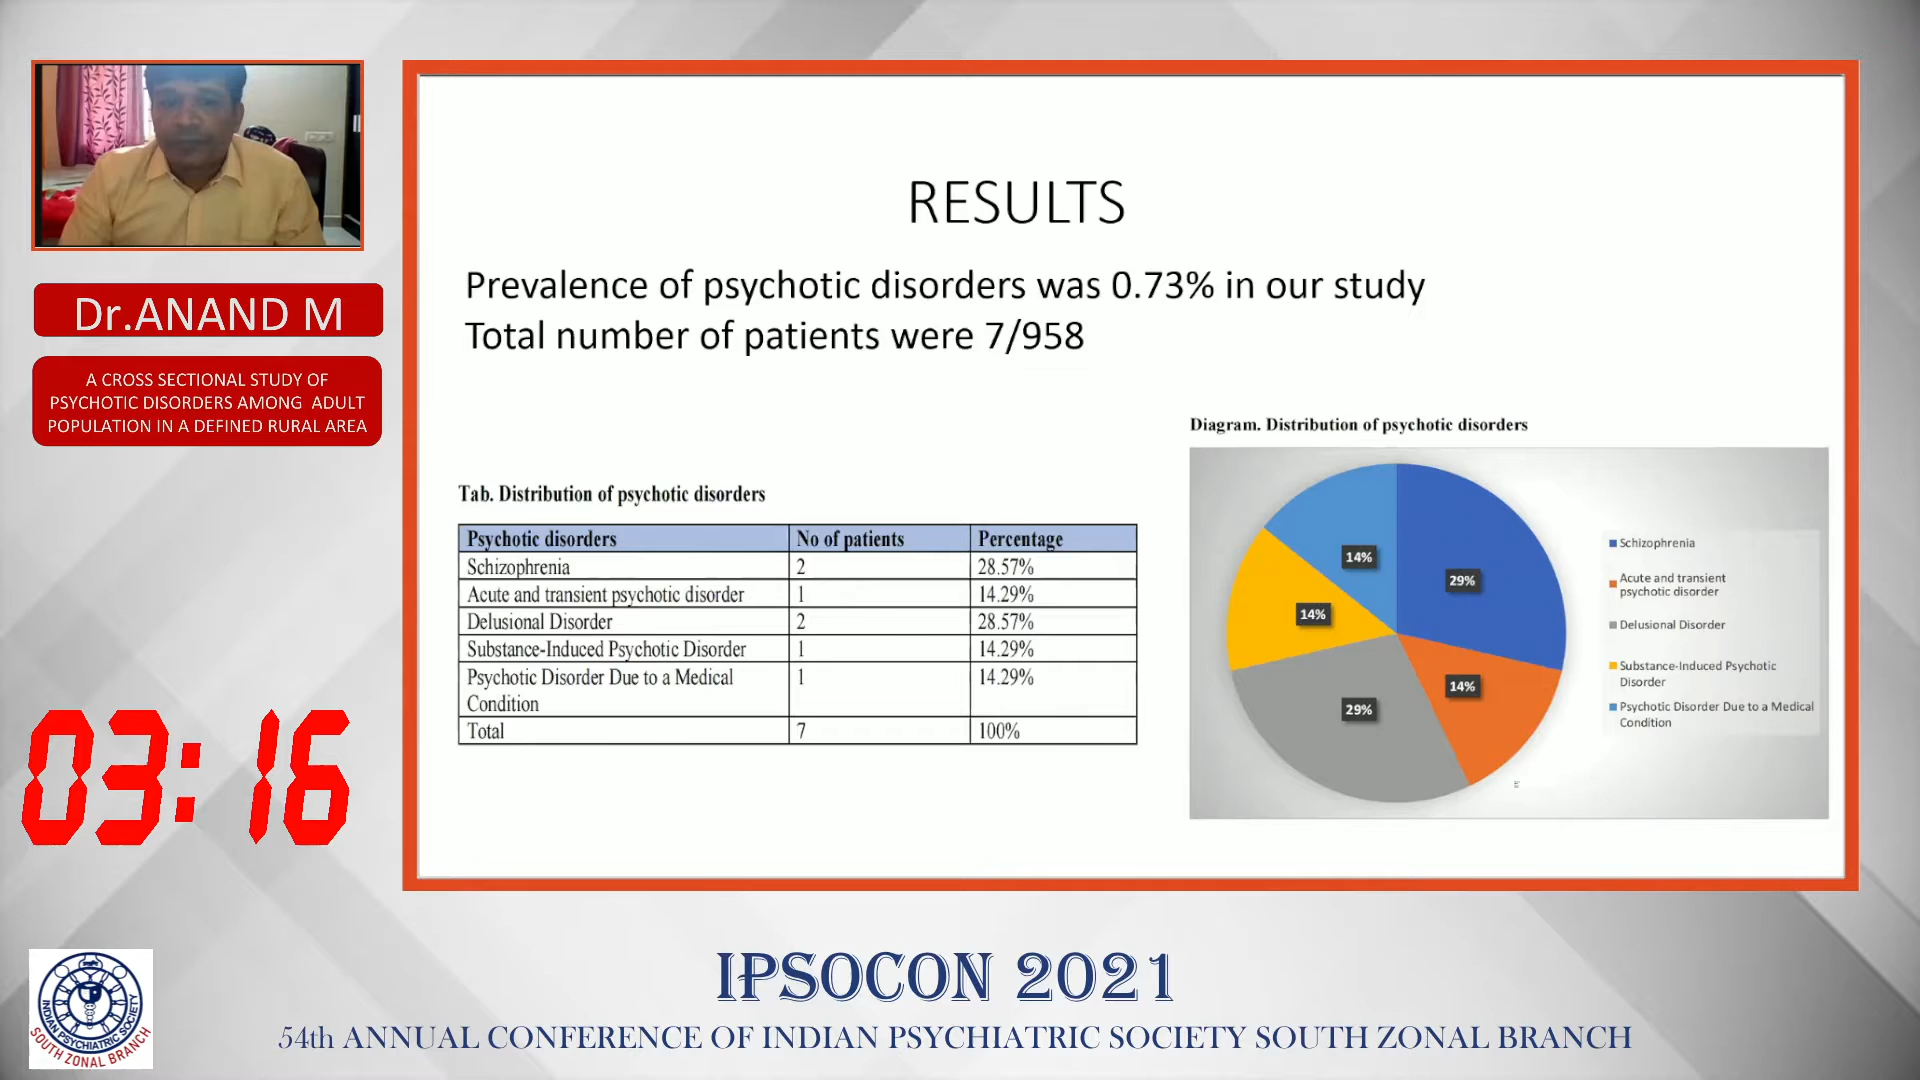 Dr.ANAND M
A CROSS SECTIONAL STUDY OF
PSYCHOTIC DISORDERS AMONG ADULT
POPULATION IN A DEFINED RURAL AREA
03:16
RESULTS
Prevalence of psychotic disorders was 0.73% in our study
Total number of patients were 7/958
Tab. Distribution of psychotic disorders
Psychotic disorders No of patients Percentage
Schizophrenia 2 28.57%
Acute and transient psychotic disorder 1 14.29%
Delusional Disorder 2 28.57%
Substance-Induced Psychotic Disorder 1 14.29%
Psychotic Disorder Due to a Medical 1 14.29%
Condition
Total 7 100%
Diagram. Distribution of psychotic disorders
14%
29%
14%
14%
29%
Schizophrenia
Acute and transient
psychotic disorder
Delusional Disorder
Substance-Induced Psychotic
Disorder
Psychotic Disorder Due to a Medical
Condition
INDIAN PSYCHIATRIC SOCIETY
SOUTH ZONAL BRANCH
IPSOCON 2021
54th ANNUAL CONFERENCE OF INDIAN PSYCHIATRIC SOCIETY SOUTH ZONAL BRANCH